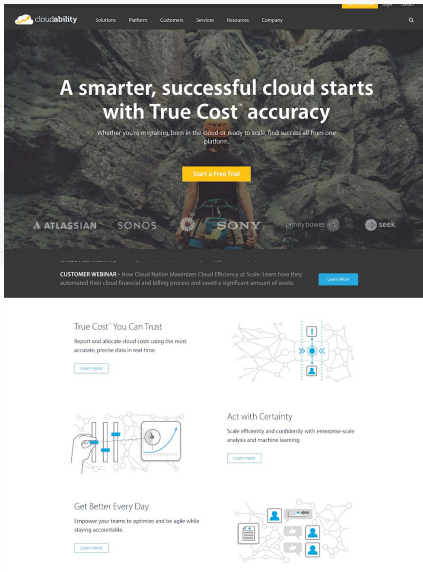 Login
Contact
cloudability
Solutions Platform Customers Services Resources Company
A smarter, successful cloud starts
with True Cost™ accuracy
Whether you're migrating, born in the cloud or ready to scale, find success all from one
platform.
Start a Free Trial
ATLASSIAN SONOS SONY pitney bowes seek
CUSTOMER WEBINAR - How Cloud Nation Maximizes Cloud Efficiency at Scale: Learn how they
automated their cloud financial and billing process and saved a significant amount of waste.
Learn More
True Cost™ You Can Trust
Report and allocate cloud costs using the most
accurate, precise data in real-time.
Learn more
Act with Certainty
Scale efficiently and confidently with enterprise-scale
analysis and machine learning.
Learn more
Get Better Every Day
Empower your teams to optimize and be agile while
staying accountable.
Learn more